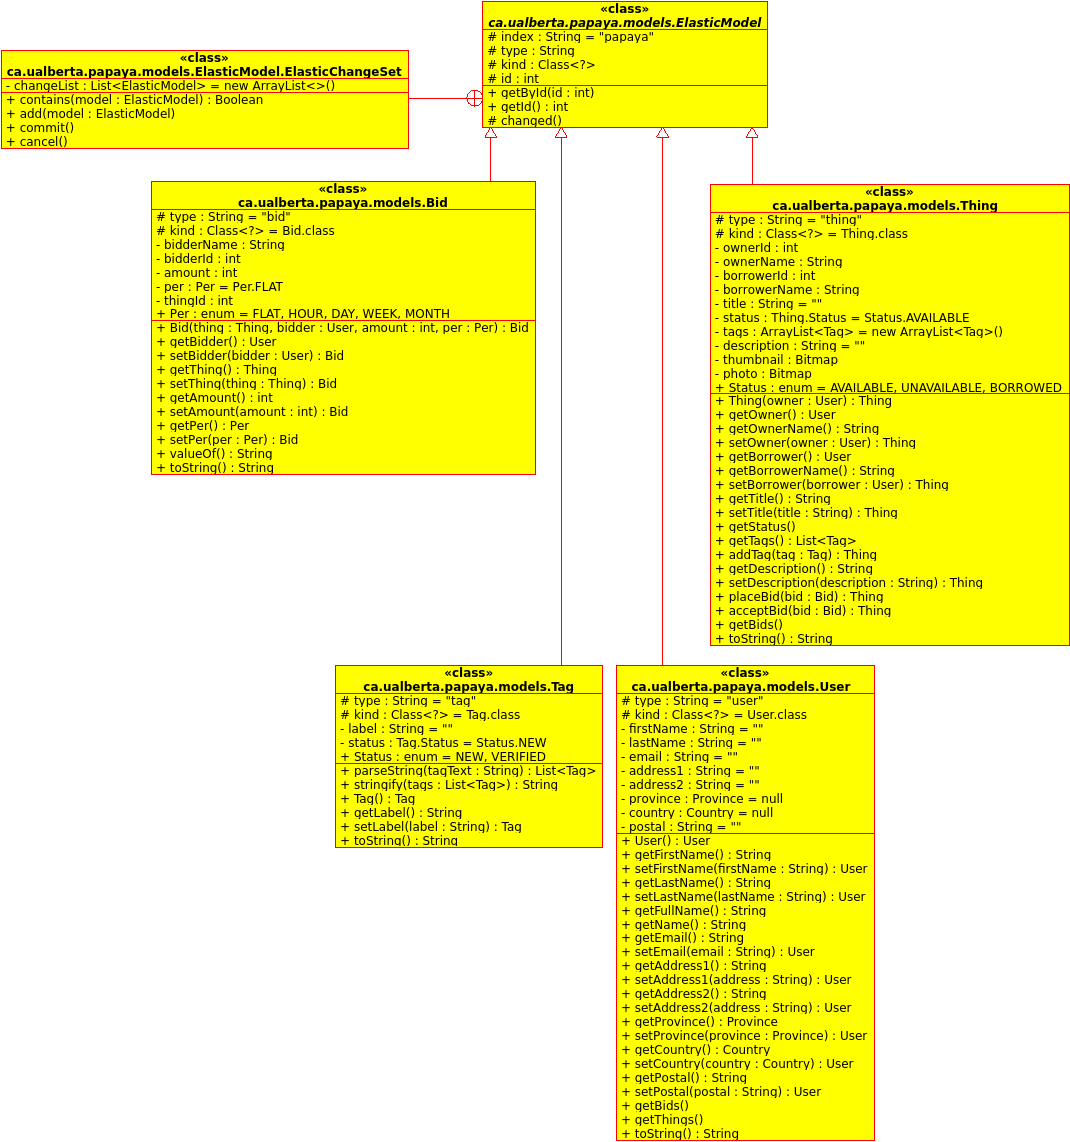 «class»
ca.ualberta.papaya.models.ElasticModel
# index : String = "papaya"
# type : String
# kind : Class<?>
# id : int
+ getById(id : int)
+ getId() : int
# changed()
«class»
ca.ualberta.papaya.models.ElasticModel.ElasticChangeSet
- changeList : List<ElasticModel> = new ArrayList<>()
+ contains(model : ElasticModel) : Boolean
+ add(model : ElasticModel)
+ commit()
+ cancel()
«class»
ca.ualberta.papaya.models.Bid
# type : String = "bid"
# kind : Class<?> = Bid.class
- bidderName : String
- bidderId : int
- amount : int
- per : Per = Per.FLAT
- thingId : int
+ Per : enum = FLAT, HOUR, DAY, WEEK, MONTH
+ Bid(thing : Thing, bidder : User, amount : int, per : Per) : Bid
+ getBidder() : User
+ setBidder(bidder : User) : Bid
+ getThing() : Thing
+ setThing(thing : Thing) : Bid
+ getAmount() : int
+ setAmount(amount : int) : Bid
+ getPer() : Per
+ setPer(per : Per) : Bid
+ valueOf() : String
+ toString() : String
«class»
ca.ualberta.papaya.models.Thing
# type : String = "thing"
# kind : Class<?> = Thing.class
- ownerId : int
- ownerName : String
- borrowerId : int
- borrowerName : String
- title : String = ""
- status : Thing.Status = Status.AVAILABLE
- tags : ArrayList<Tag> = new ArrayList<Tag>()
- description : String = ""
- thumbnail : Bitmap
- photo : Bitmap
+ Status : enum = AVAILABLE, UNAVAILABLE, BORROWED
+ Thing(owner : User) : Thing
+ getOwner() : User
+ getOwnerName() : String
+ setOwner(owner : User) : Thing
+ getBorrower() : User
+ getBorrowerName() : String
+ setBorrower(borrower : User) : Thing
+ getTitle() : String
+ setTitle(title : String) : Thing
+ getStatus()
+ getTags() : List<Tag>
+ addTag(tag : Tag) : Thing
+ getDescription() : String
+ setDescription(description : String) : Thing
+ placeBid(bid : Bid) : Thing
+ acceptBid(bid : Bid) : Thing
+ getBids()
+ toString() : String
«class»
ca.ualberta.papaya.models.Tag
# type : String = "tag"
# kind : Class<?> = Tag.class
- label : String = ""
- status : Tag.Status = Status.NEW
+ Status : enum = NEW, VERIFIED
+ parseString(tagText : String) : List<Tag>
+ stringify(tags : List<Tag>) : String
+ Tag() : Tag
+ getLabel() : String
+ setLabel(label : String) : Tag
+ toString() : String
«class»
ca.ualberta.papaya.models.User
# type : String = "user"
# kind : Class<?> = User.class
- firstName : String = ""
- lastName : String = ""
- email : String = ""
- address1 : String = ""
- address2 : String = ""
- province : Province = null
- country : Country = null
- postal : String = ""
+ User() : User
+ getFirstName() : String
+ setFirstName(firstName : String) : User
+ getLastName() : String
+ setLastName(lastName : String) : User
+ getFullName() : String
+ getName() : String
+ getEmail() : String
+ setEmail(email : String) : User
+ getAddress1() : String
+ setAddress1(address : String) : User
+ getAddress2() : String
+ setAddress2(address : String) : User
+ getProvince() : Province
+ setProvince(province : Province) : User
+ getCountry() : Country
+ setCountry(country : Country) : User
+ getPostal() : String
+ setPostal(postal : String) : User
+ getBids()
+ getThings()
+ toString() : String